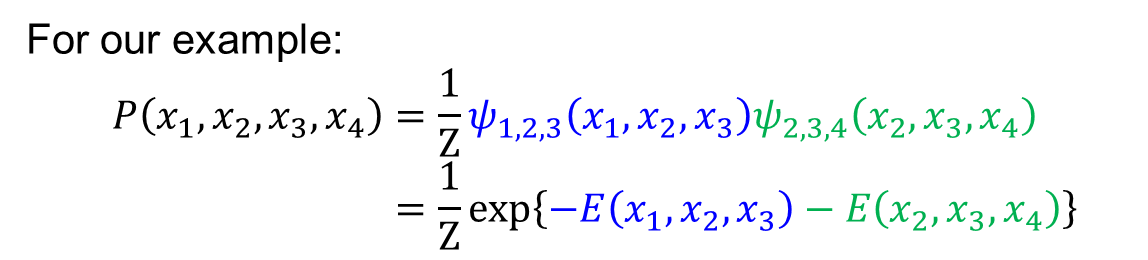 For our example:
P(x₁, x₂, x₃, x₄) = 1/Z ψ₁,₂,₃(x₁, x₂, x₃)ψ₂,₃,₄(x₂, x₃, x₄)
= 1/Z exp{−E(x₁, x₂, x₃) − E(x₂, x₃, x₄)}